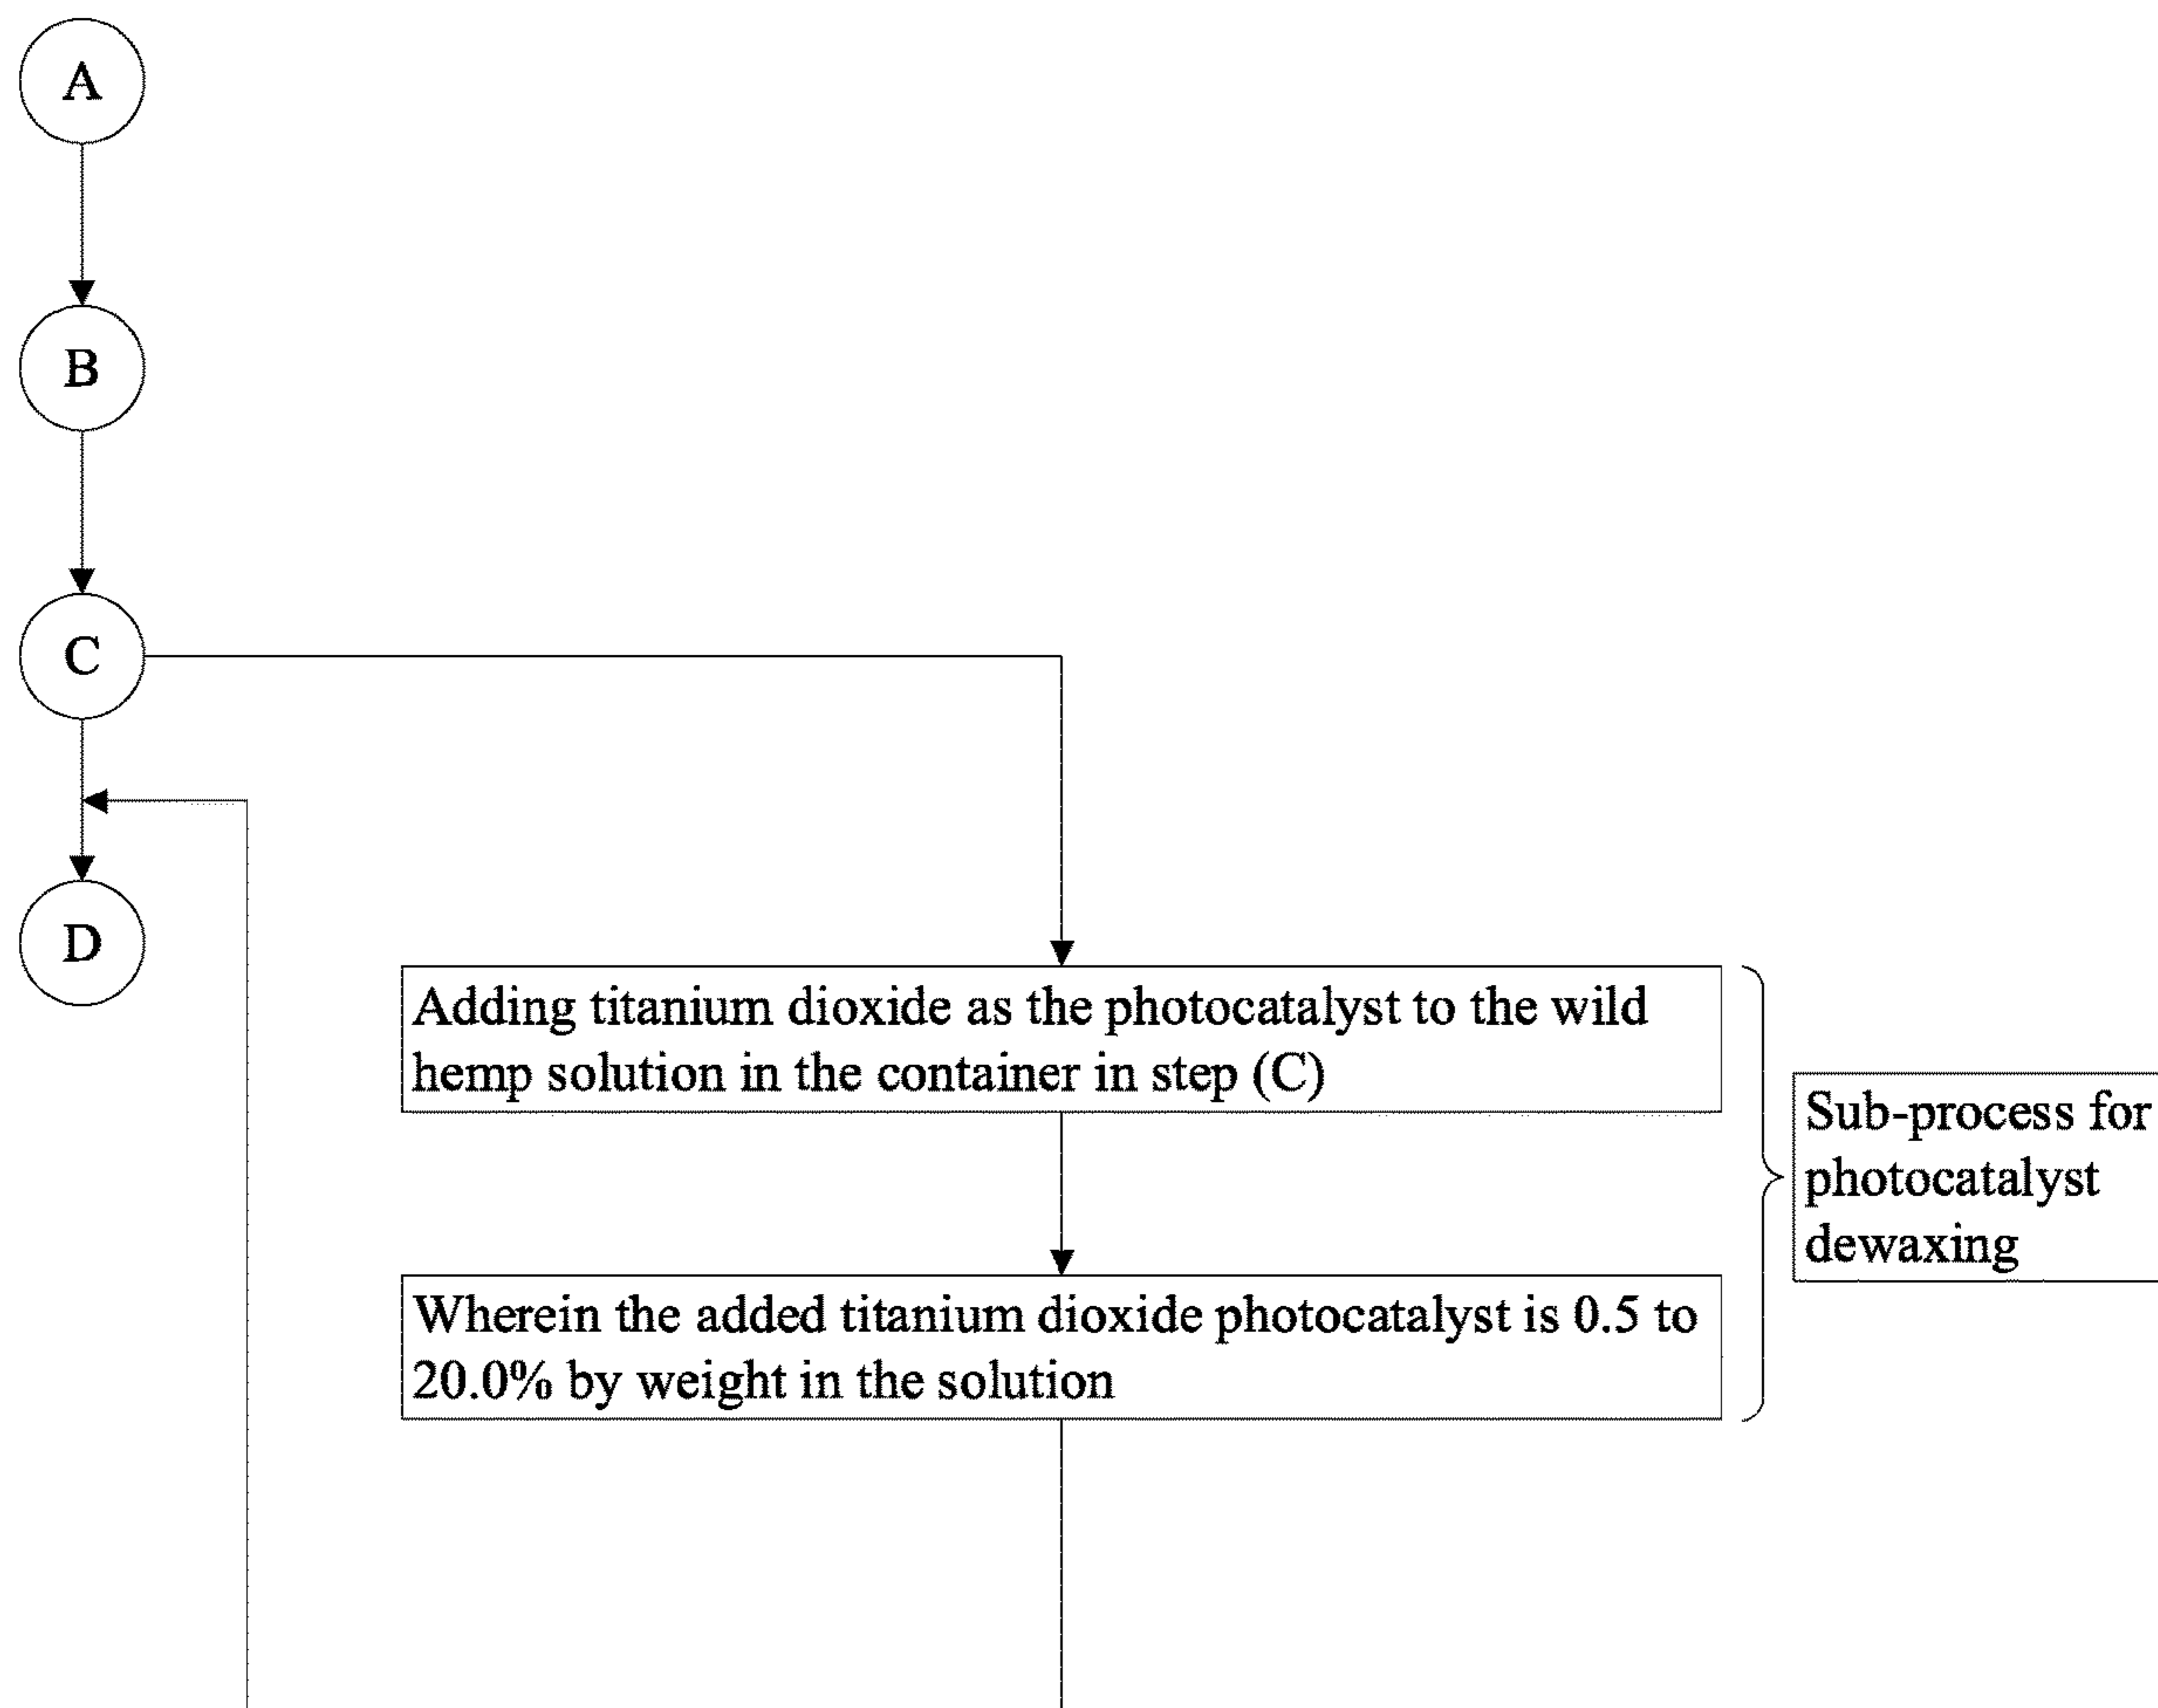 A
B
C
D
Adding titanium dioxide as the photocatalyst to the wild
hemp solution in the container in step (C)
Sub-process for
photocatalyst
dewaxing
Wherein the added titanium dioxide photocatalyst is 0.5 to
20.0% by weight in the solution